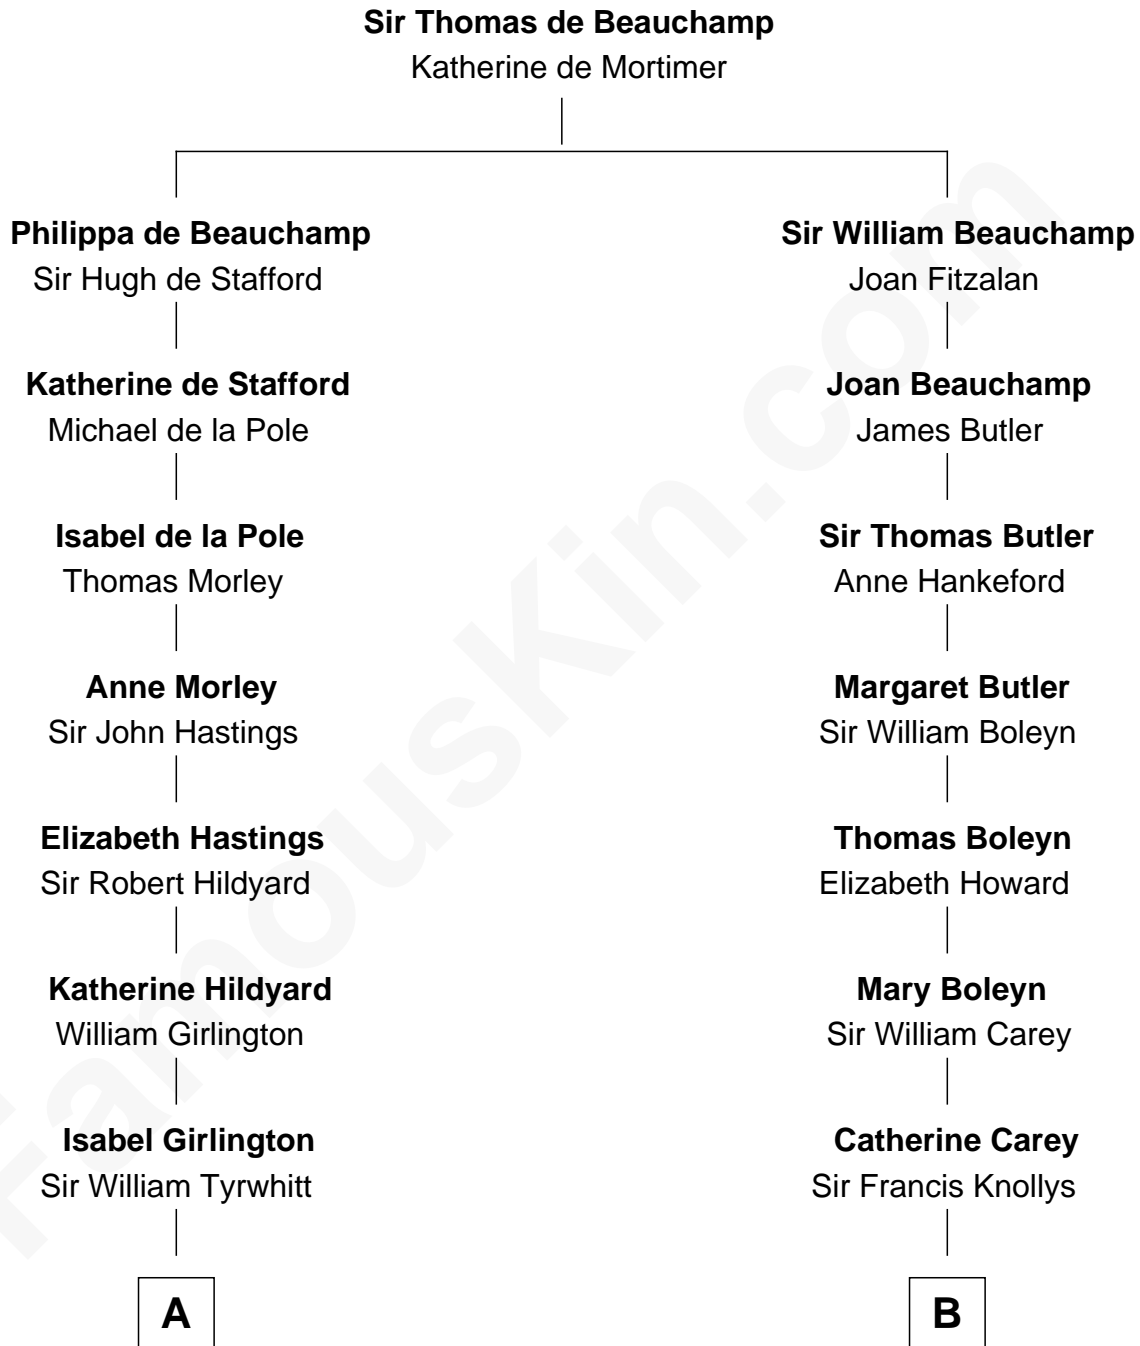 Sir Thomas de Beauchamp
Katherine de Mortimer
Philippa de Beauchamp
Sir Hugh de Stafford
Sir William Beauchamp
Joan Fitzalan
Katherine de Stafford
Michael de la Pole
Joan Beauchamp
James Butler
Isabel de la Pole
Thomas Morley
Sir Thomas Butler
Anne Hankeford
Anne Morley
Sir John Hastings
Margaret Butler
Sir William Boleyn
Elizabeth Hastings
Sir Robert Hildyard
Thomas Boleyn
Elizabeth Howard
Katherine Hildyard
William Girlington
Mary Boleyn
Sir William Carey
Isabel Girlington
Sir William Tyrwhitt
Catherine Carey
Sir Francis Knollys
A
B
FamousKin.com